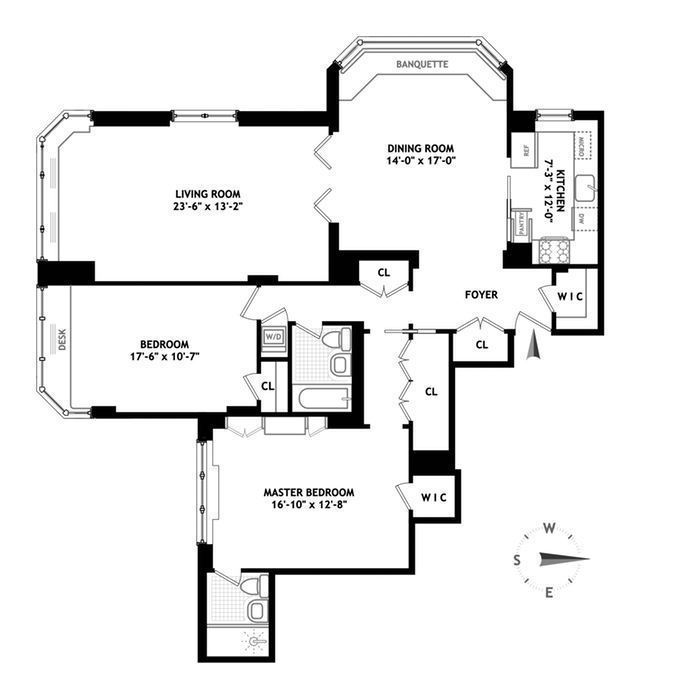 BANQUETTE
DINING ROOM
14'-0" x 17'-0"
REF
MICRO
KITCHEN
7'-3" x 12'-0"
PANTRY
DW
LIVING ROOM
23'-6" x 13'-2"
CL
FOYER
W I C
CL
DESK
BEDROOM
17'-6" x 10'-7"
W/D
CL
CL
MASTER BEDROOM
16'-10" x 12'-8"
W I C
W
S
E